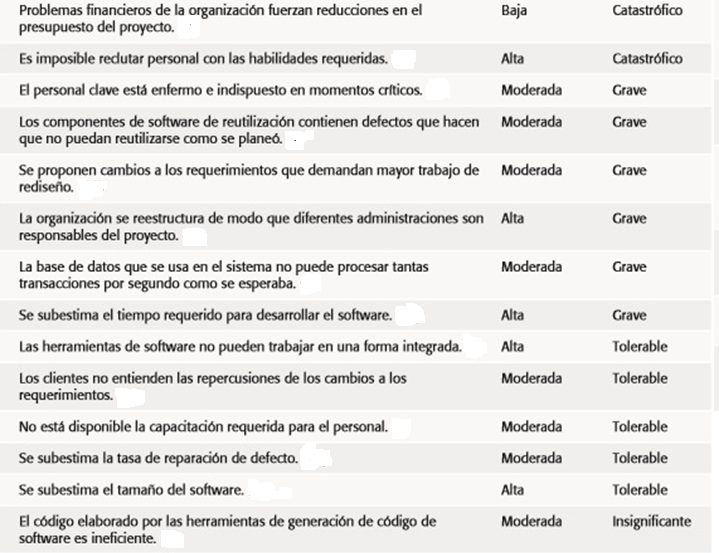 Problemas financieros de la organización fuerzan reducciones en el Baja Catastrófico
presupuesto del proyecto.
Es imposible reclutar personal con las habilidades requeridas. Alta Catastrófico
El personal clave está enfermo e indispuesto en momentos críticos. Moderada Grave
Los componentes de software de reutilización contienen defectos que hacen Moderada Grave
que no puedan reutilizarse como se planeó.
Se proponen cambios a los requerimientos que demandan mayor trabajo de Moderada Grave
rediseño.
La organización se reestructura de modo que diferentes administraciones son Alta Grave
responsables del proyecto.
La base de datos que se usa en el sistema no puede procesar tantas Moderada Grave
transacciones por segundo como se esperaba.
Se subestima el tiempo requerido para desarrollar el software. Alta Grave
Las herramientas de software no pueden trabajar en una forma integrada. Alta Tolerable
Los clientes no entienden las repercusiones de los cambios a los Moderada Tolerable
requerimientos.
No está disponible la capacitación requerida para el personal. Moderada Tolerable
Se subestima la tasa de reparación de defecto. Moderada Tolerable
Se subestima el tamaño del software. Alta Tolerable
El código elaborado por las herramientas de generación de código de Moderada Insignificante
software es ineficiente.